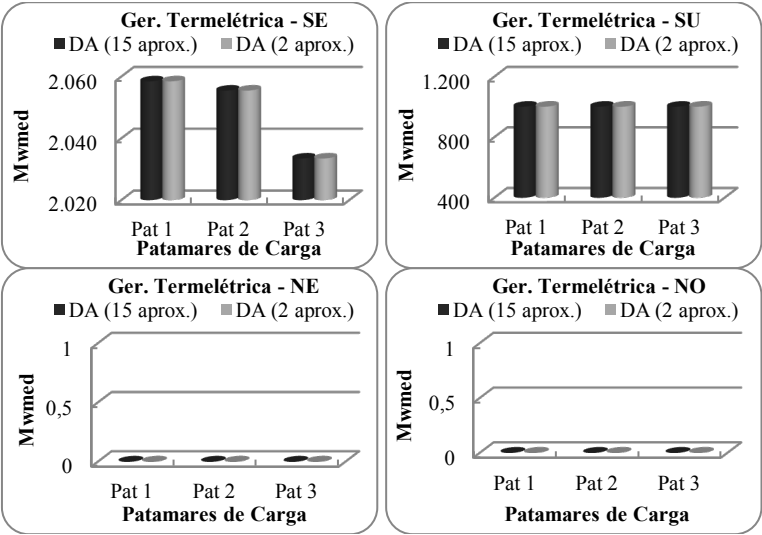 Ger. Termelétrica - SE
DA (15 aprox.) DA (2 aprox.)
Mwmed
2.060
2.040
2.020
Pat 1 Pat 2 Pat 3
Patamares de Carga
Ger. Termelétrica - SU
DA (15 aprox.) DA (2 aprox.)
Mwmed
1.200
800
400
Pat 1 Pat 2 Pat 3
Patamares de Carga
Ger. Termelétrica - NE
DA (15 aprox.) DA (2 aprox.)
Mwmed
1
0,5
0
Pat 1 Pat 2 Pat 3
Patamares de Carga
Ger. Termelétrica - NO
DA (15 aprox.) DA (2 aprox.)
Mwmed
1
0,5
0
Pat 1 Pat 2 Pat 3
Patamares de Carga